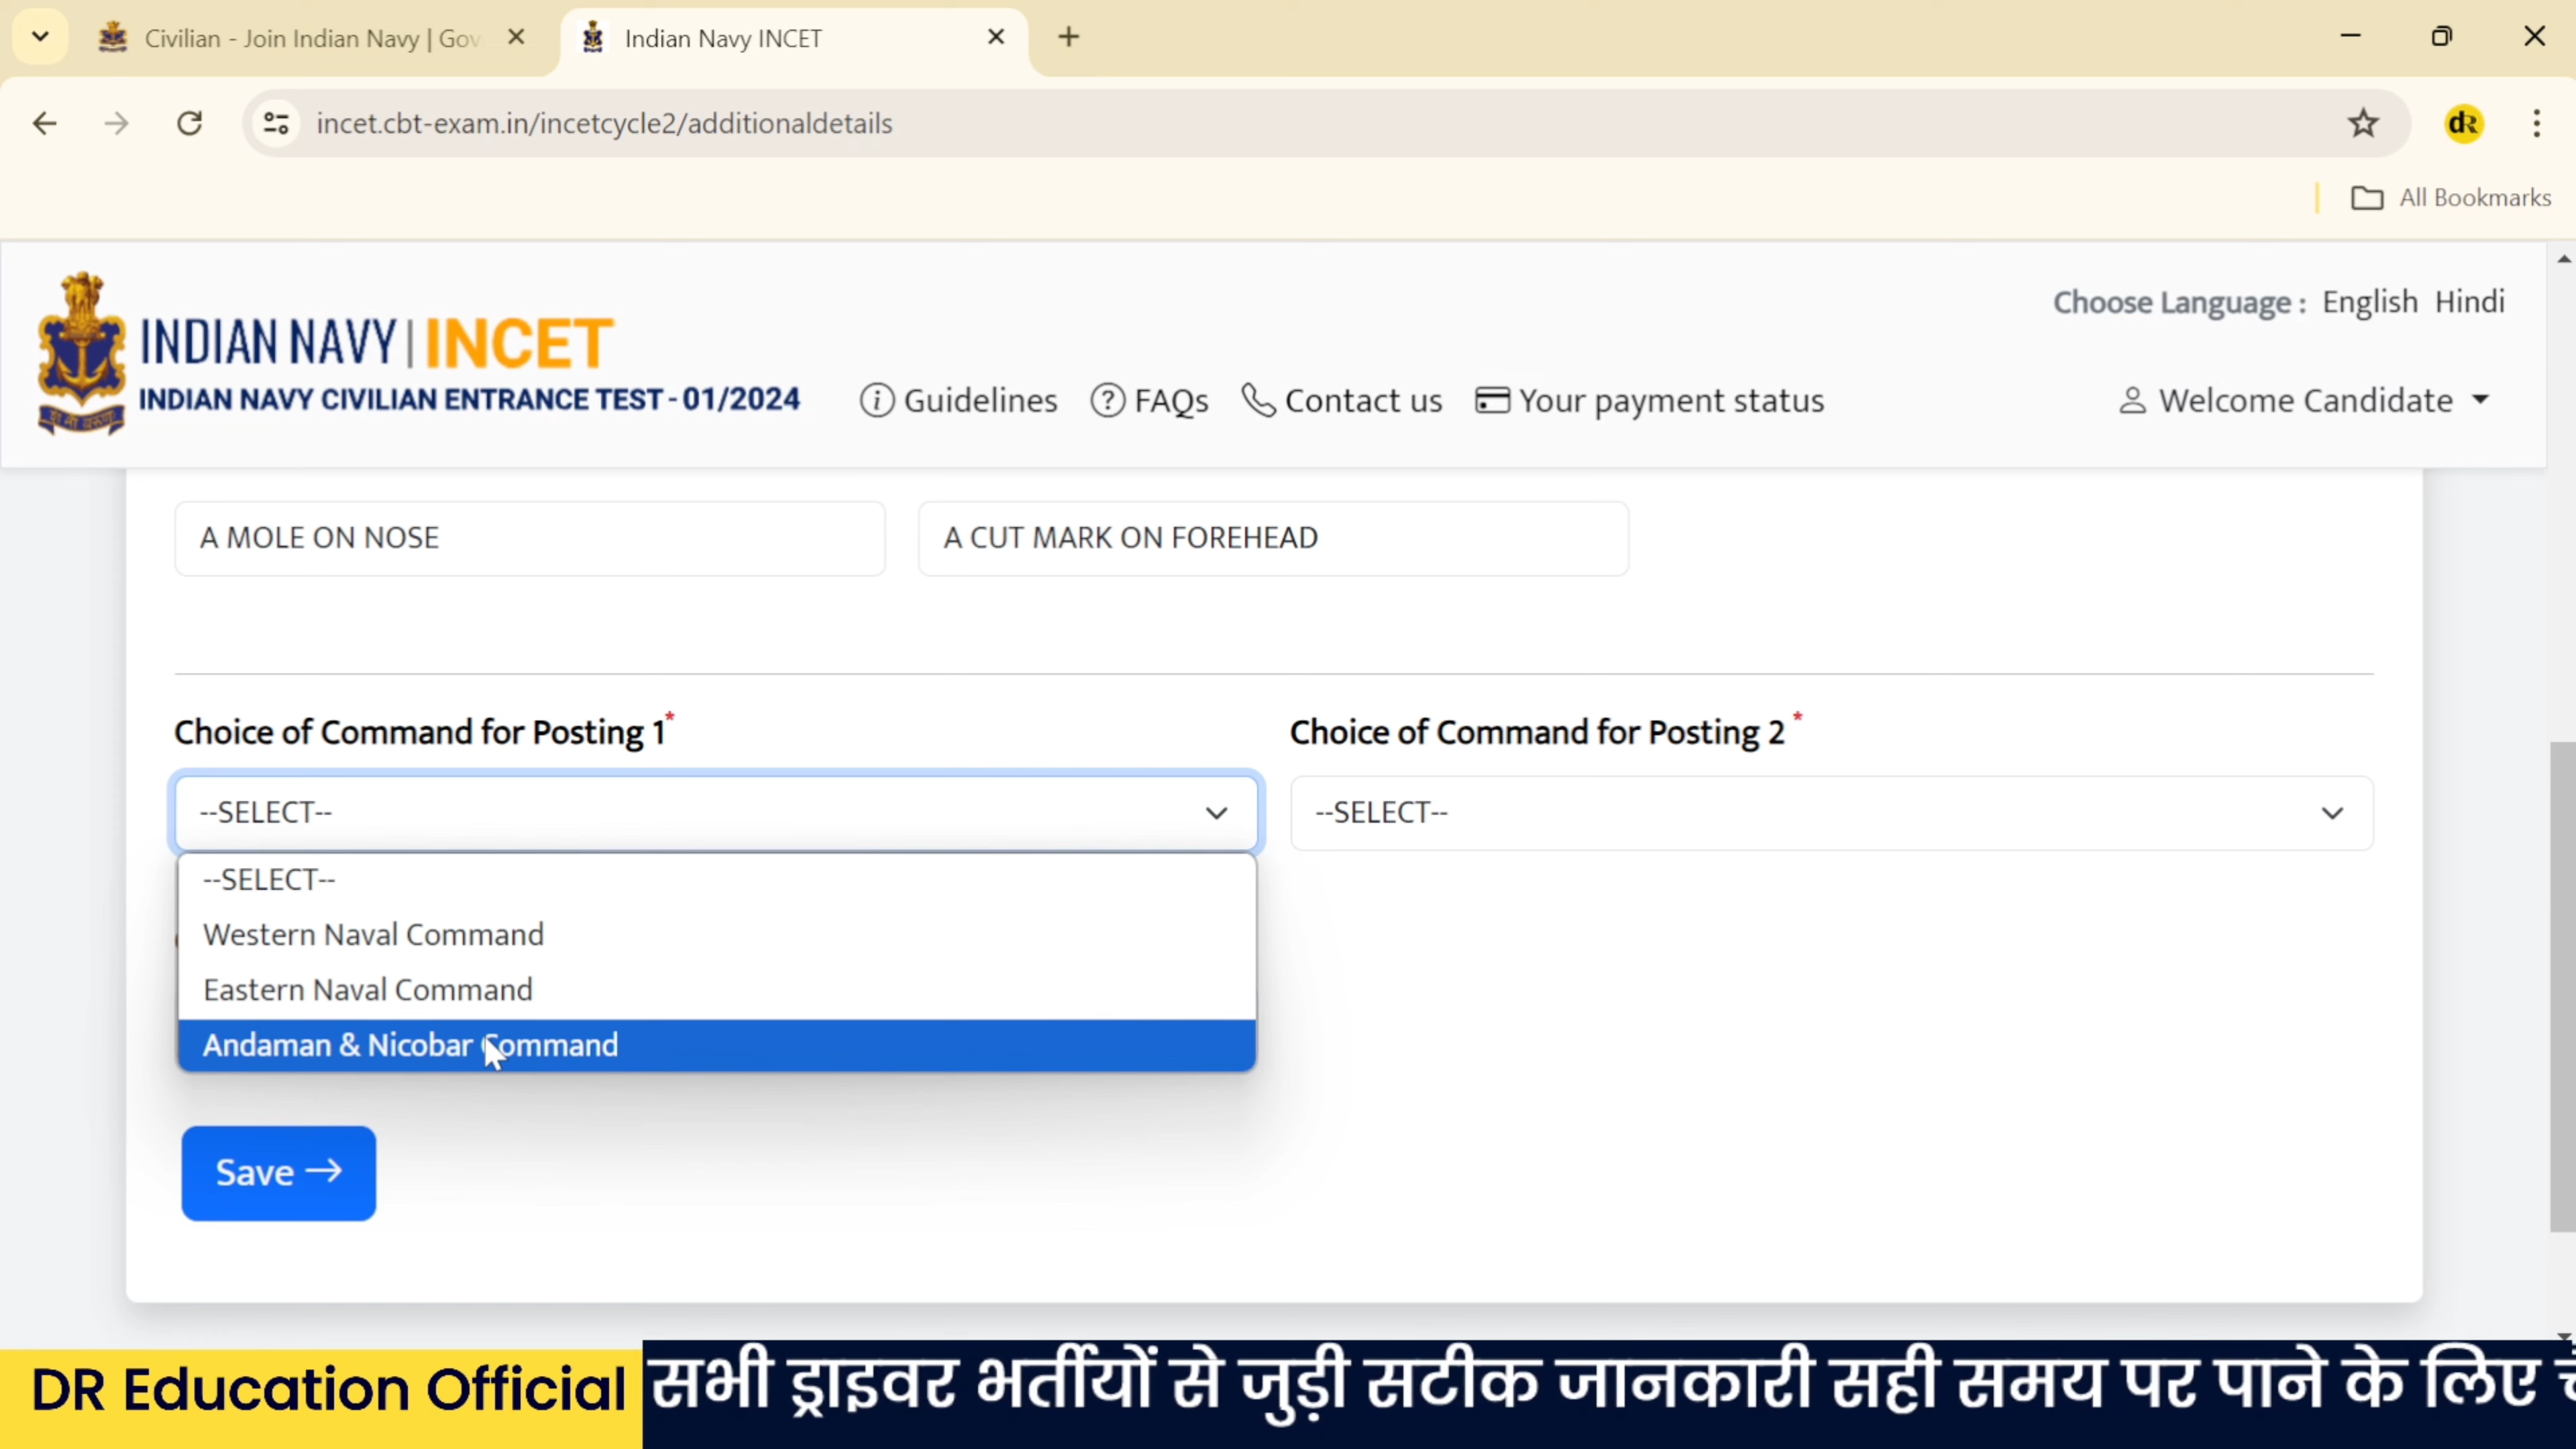 Civilian - Join Indian Navy | Gov
Indian Navy INCET
incet.cbt-exam.in/incetcycle2/additionaldetails
dR
All Bookmarks
Choose Language : English Hindi
INDIAN NAVY | INCET
INDIAN NAVY CIVILIAN ENTRANCE TEST - 01/2024
Guidelines FAQs Contact us Your payment status Welcome Candidate
A MOLE ON NOSE A CUT MARK ON FOREHEAD
Choice of Command for Posting 1* Choice of Command for Posting 2 *
--SELECT-- --SELECT--
--SELECT--
Western Naval Command
Eastern Naval Command
Andaman & Nicobar Command
Save →
DR Education Official सभी ड्राइवर भर्तीयों से जुड़ी सटीक जानकारी सही समय पर पाने के लिए